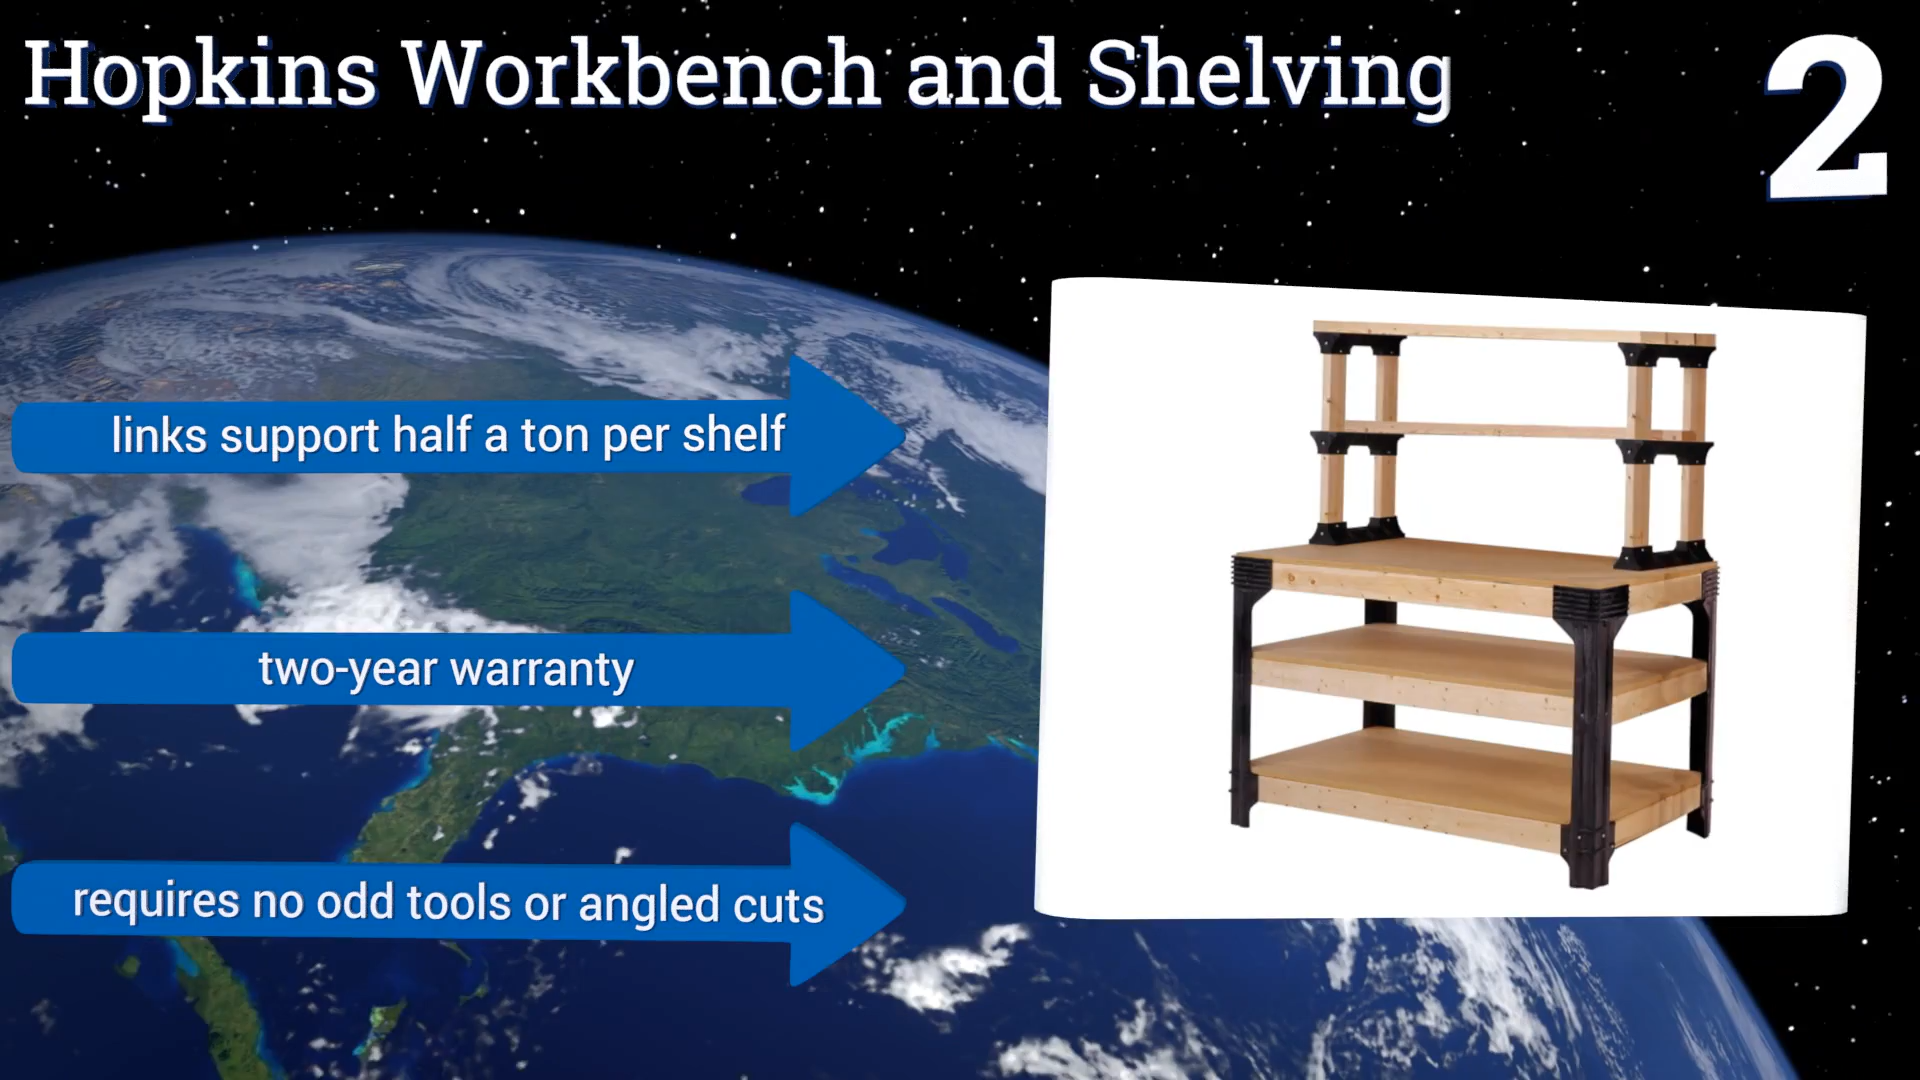 Hopkins Workbench and Shelving
2
links support half a ton per shelf
two-year warranty
requires no odd tools or angled cuts